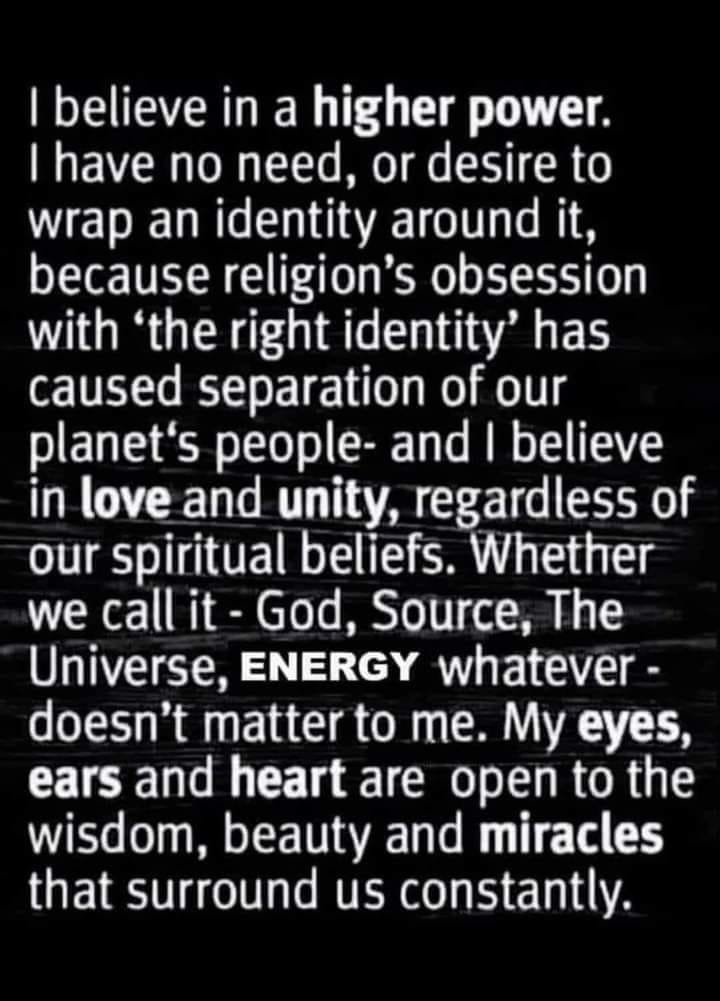 I believe in a higher power.
I have no need, or desire to
wrap an identity around it,
because religion’s obsession
with ‘the right identity’ has
caused separation of our
planet‘s people- and I believe
in love and unity, regardless of
our spiritual beliefs. Whether
we call it - God, Source, The
Universe, ENERGY whatever -
doesn’t matter to me. My eyes,
ears and heart are open to the
wisdom, beauty and miracles
that surround us constantly.